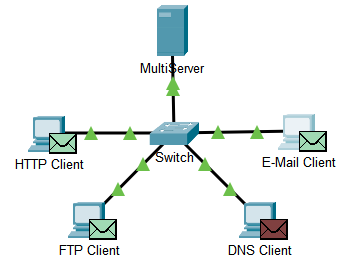 MultiServer
HTTP Client
Switch
E-Mail Client
FTP Client
DNS Client